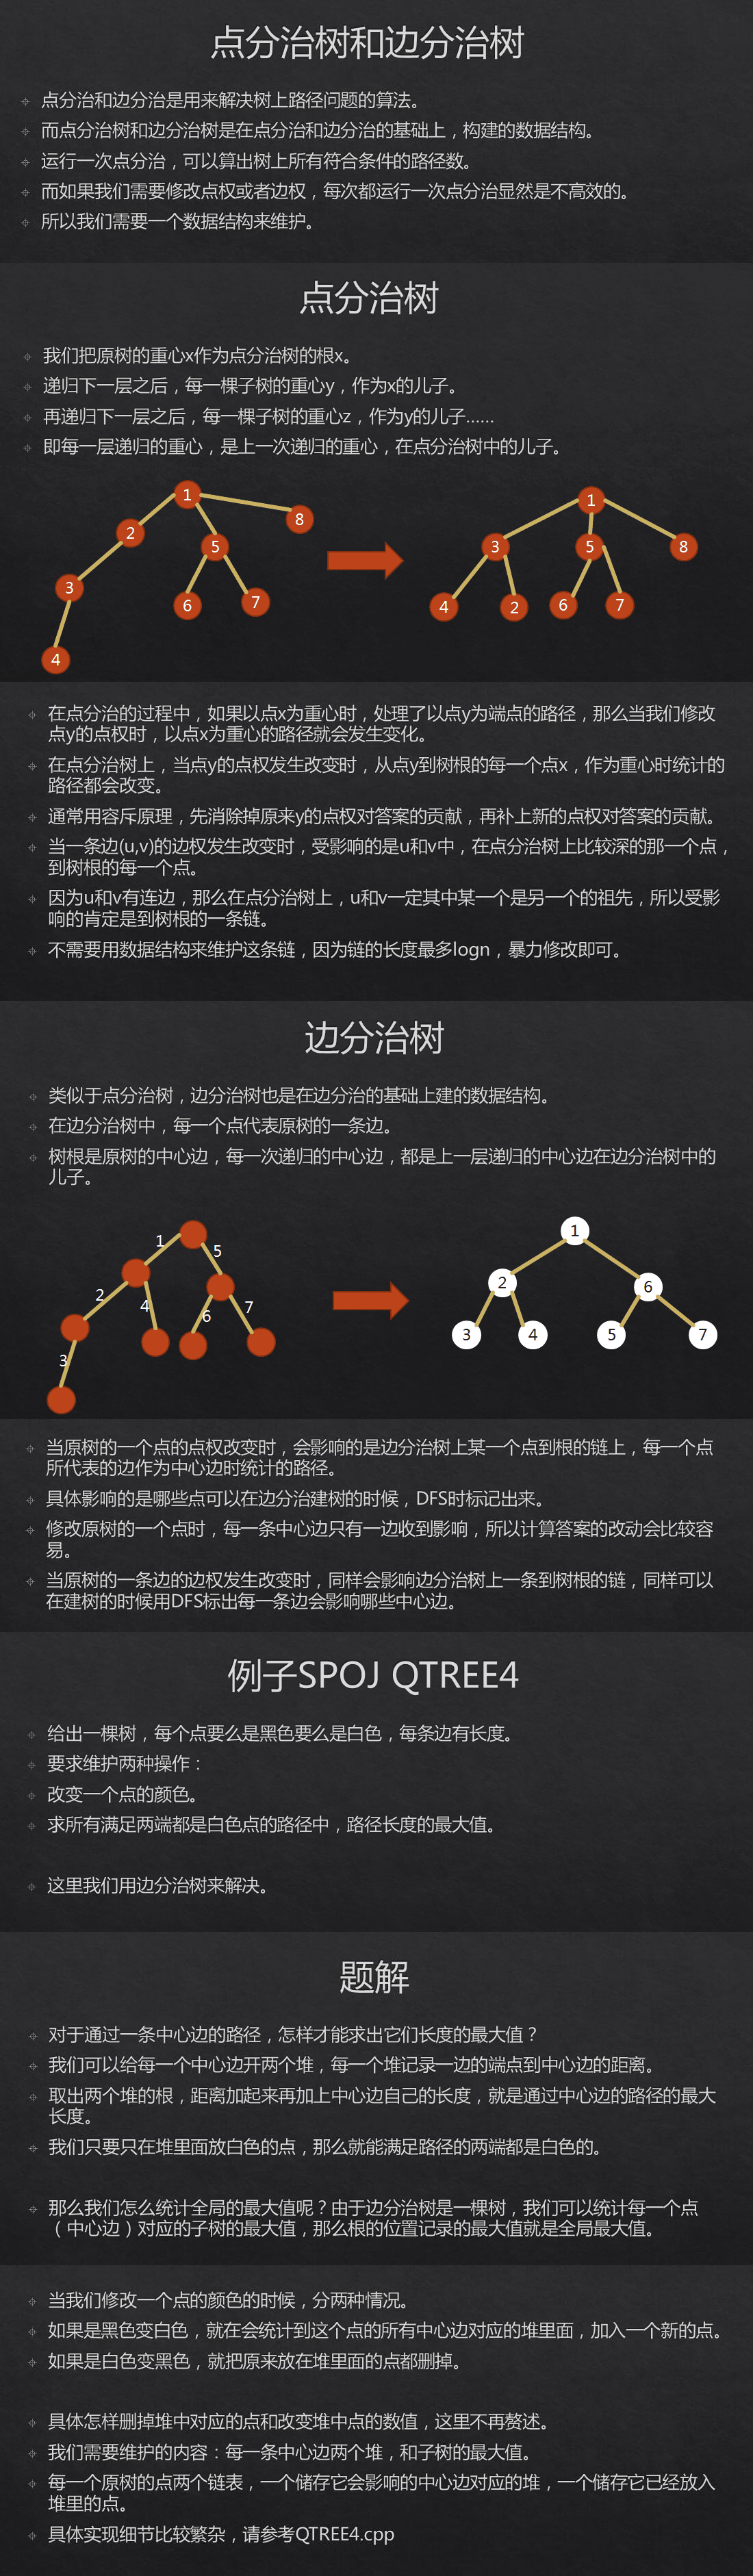 点分治树和边分治树
点分治和边分治是用来解决树上路径问题的算法。
而点分治树和边分治树是在点分治和边分治的基础上，构建的数据结构。
运行一次点分治，可以算出树上所有符合条件的路径数。
而如果我们需要修改点权或者边权，每次都运行一次点分治显然是不高效的。
所以我们需要一个数据结构来维护。
点分治树
我们把原树的重心x作为点分治树的根x。
递归下一层之后，每一棵子树的重心y，作为x的儿子。
再递归下一层之后，每一棵子树的重心z，作为y的儿子……
即每一层递归的重心，是上一次递归的重心，在点分治树中的儿子。
1
2
8
5
3
6
7
4
1
3
5
8
4
2
6
7
在点分治的过程中，如果以点x为重心时，处理了以点y为端点的路径，那么当我们修改
点y的点权时，以点x为重心的路径就会发生变化。
在点分治树上，当点y的点权发生改变时，从点y到树根的每一个点x，作为重心时统计的
路径都会改变。
通常用容斥原理，先消除掉原来y的点权对答案的贡献，再补上新的点权对答案的贡献。
当一条边(u,v)的边权发生改变时，受影响的是u和v中，在点分治树上比较深的那一个点，
到树根的每一个点。
因为u和v有连边，那么在点分治树上，u和v一定其中某一个是另一个的祖先，所以受影
响的肯定是到树根的一条链。
不需要用数据结构来维护这条链，因为链的长度最多logn，暴力修改即可。
边分治树
类似于点分治树，边分治树也是在边分治的基础上建的数据结构。
在边分治树中，每一个点代表原树的一条边。
树根是原树的中心边，每一次递归的中心边，都是上一层递归的中心边在边分治树中的
儿子。
1
5
2
4
6
7
3
1
2
6
3
4
5
7
当原树的一个点的点权改变时，会影响的是边分治树上某一个点到根的链上，每一个点
所代表的边作为中心边时统计的路径。
具体影响的是哪些点可以在边分治建树的时候，DFS时标记出来。
修改原树的一个点时，每一条中心边只有一边收到影响，所以计算答案的改动会比较容
易。
当原树的一条边的边权发生改变时，同样会影响边分治树上一条到树根的链，同样可以
在建树的时候用DFS标出每一条边会影响哪些中心边。
例子SPOJ QTREE4
给出一棵树，每个点要么是黑色要么是白色，每条边有长度。
要求维护两种操作：
改变一个点的颜色。
求所有满足两端都是白色点的路径中，路径长度的最大值。
这里我们用边分治树来解决。
题解
对于通过一条中心边的路径，怎样才能求出它们长度的最大值？
我们可以给每一个中心边开两个堆，每一个堆记录一边的端点到中心边的距离。
取出两个堆的根，距离加起来再加上中心边自己的长度，就是通过中心边的路径的最大
长度。
我们只要只在堆里面放白色的点，那么就能满足路径的两端都是白色的。
那么我们怎么统计全局的最大值呢？由于边分治树是一棵树，我们可以统计每一个点
（中心边）对应的子树的最大值，那么根的位置记录的最大值就是全局最大值。
当我们修改一个点的颜色的时候，分两种情况。
如果是黑色变白色，就在会统计到这个点的所有中心边对应的堆里面，加入一个新的点。
如果是白色变黑色，就把原来放在堆里面的点都删掉。
具体怎样删掉堆中对应的点和改变堆中点的数值，这里不再赘述。
我们需要维护的内容：每一条中心边两个堆，和子树的最大值。
每一个原树的点两个链表，一个储存它会影响的中心边对应的堆，一个储存它已经放入
堆里的点。
具体实现细节比较繁杂，请参考QTREE4.cpp